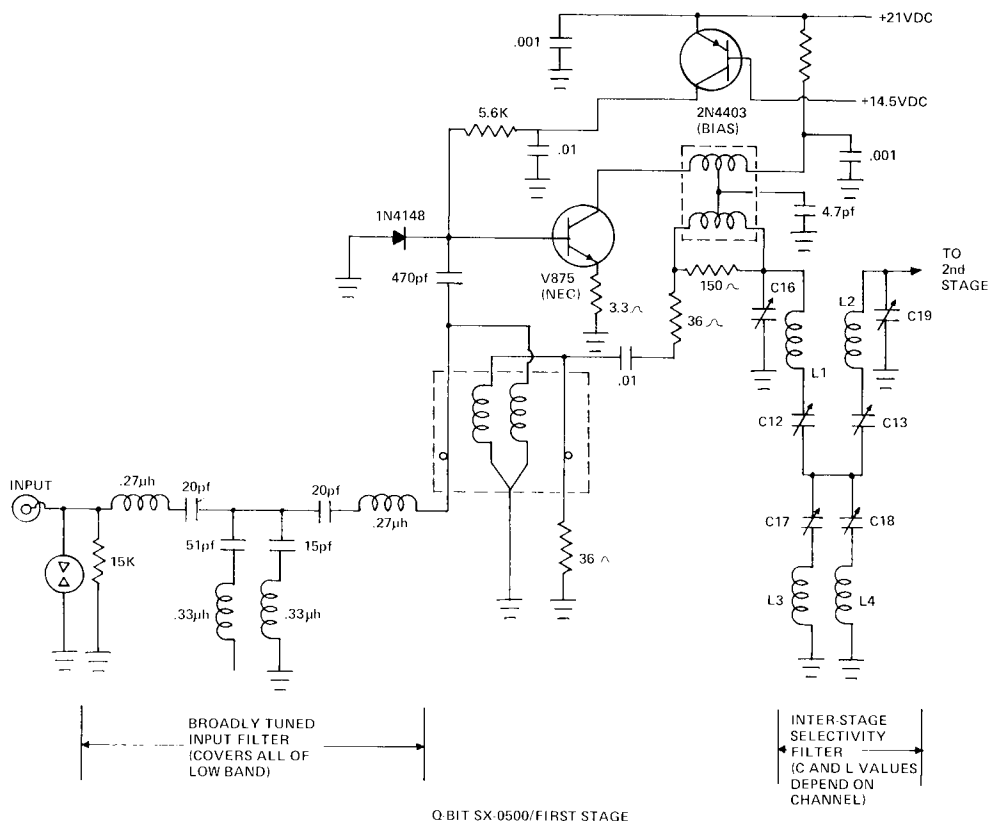 +21VDC
.001
2N4403
(BIAS)
+14.5VDC
5.6K
.01
.001
1N4148
4.7pf
470pf
V875
(NEC)
3.3 Ω
150 Ω
36 Ω
C16
TO
2nd
STAGE
L2
C19
L1
.01
C12
C13
INPUT
.27µh
20pf
20pf
.27µh
51pf
15pf
C17
C18
15K
36 Ω
.33µh
.33µh
L3
L4
BROADLY TUNED
INPUT FILTER
(COVERS ALL OF
LOW BAND)
INTER-STAGE
SELECTIVITY
FILTER
(C AND L VALUES
DEPEND ON
CHANNEL)
Q-BIT SX-0500/FIRST STAGE